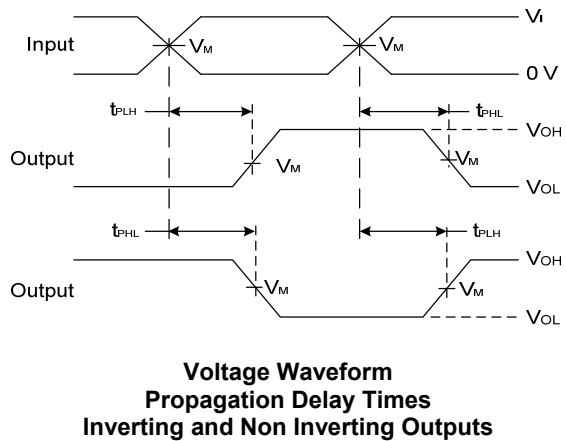 VI
Input VM VM
0 V
tPLH tPHL
VOH
Output VM VM
VOL
tPHL tPLH
VOH
Output VM VM
VOL
Voltage Waveform
Propagation Delay Times
Inverting and Non Inverting Outputs